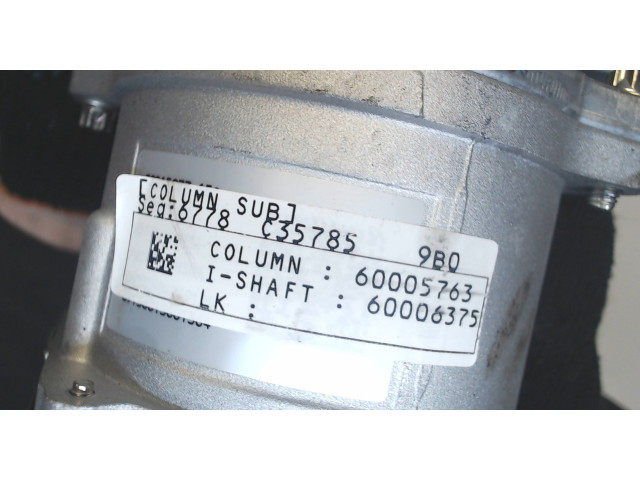 [COLUMN SUB]
Seq:6778 C35785 9B0
COLUMN : 60005763
I-SHAFT : 60006375
LK :